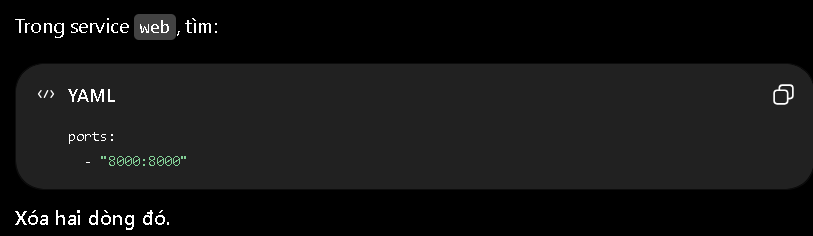 Trong service web, tìm:
</> YAML
ports:
- "8000:8000"
Xóa hai dòng đó.